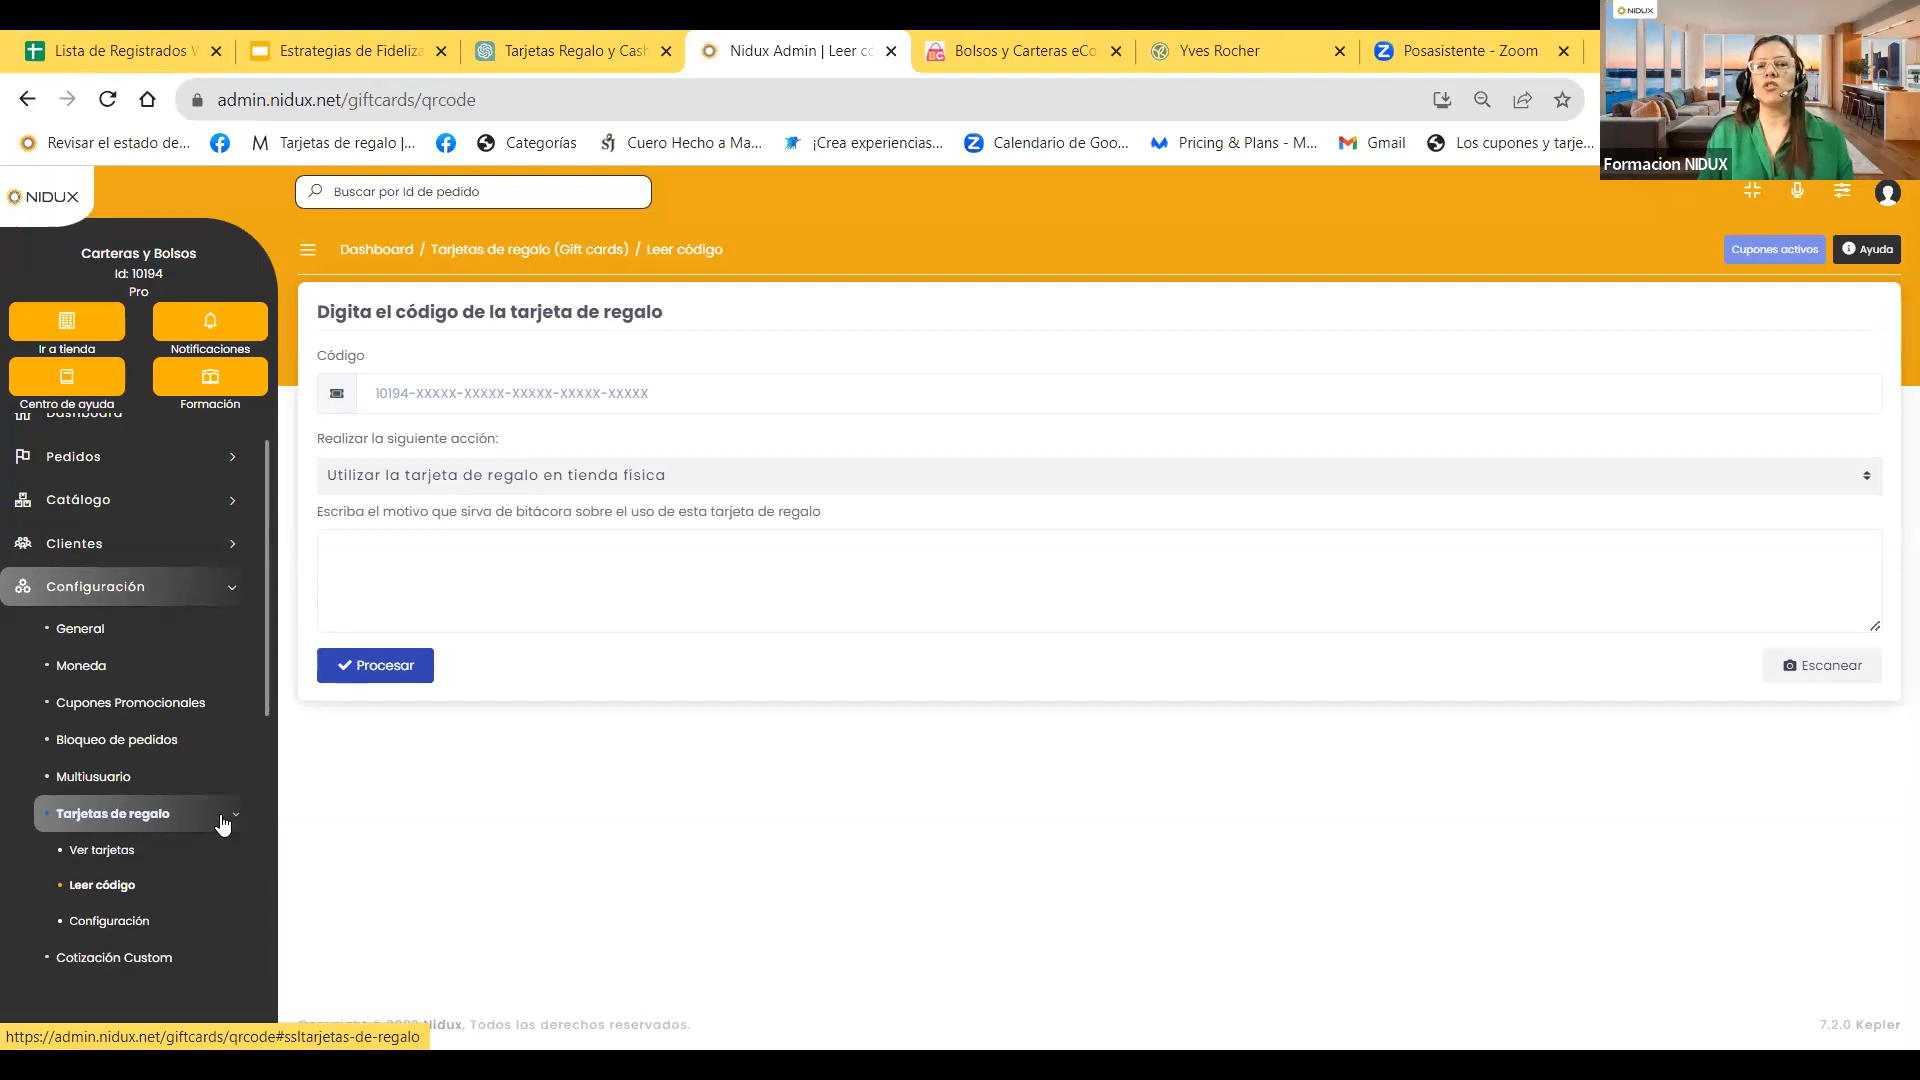 Lista de Registrados V
Estrategias de Fideliza
Tarjetas Regalo y Cash
Nidux Admin | Leer có
Bolsos y Carteras eCo
Yves Rocher
Posasistente - Zoom
NIDUX
admin.nidux.net/giftcards/qrcode
Revisar el estado de...
Tarjetas de regalo |...
Categorías
Cuero Hecho a Ma...
¡Crea experiencias...
Calendario de Goo...
Pricing & Plans - M...
Gmail
Los cupones y tarje...
Formacion NIDUX
NIDUX
Buscar por Id de pedido
Dashboard / Tarjetas de regalo (Gift cards) / Leer código
Cupones activos
Ayuda
Carteras y Bolsos
Id: 10194
Pro
Ir a tienda
Notificaciones
Centro de ayuda
Formación
Dashboard
Pedidos
Catálogo
Clientes
Configuración
General
Moneda
Cupones Promocionales
Bloqueo de pedidos
Multiusuario
Tarjetas de regalo
Ver tarjetas
Leer código
Configuración
Cotización Custom
Digita el código de la tarjeta de regalo
Código
10194-XXXXX-XXXXX-XXXXX-XXXXX-XXXXX
Realizar la siguiente acción:
Utilizar la tarjeta de regalo en tienda física
Escriba el motivo que sirva de bitácora sobre el uso de esta tarjeta de regalo
Procesar
Escanear
Nidux, Todos los derechos reservados.
7.2.0 Kepler
https://admin.nidux.net/giftcards/qrcode#ssltarjetas-de-regalo